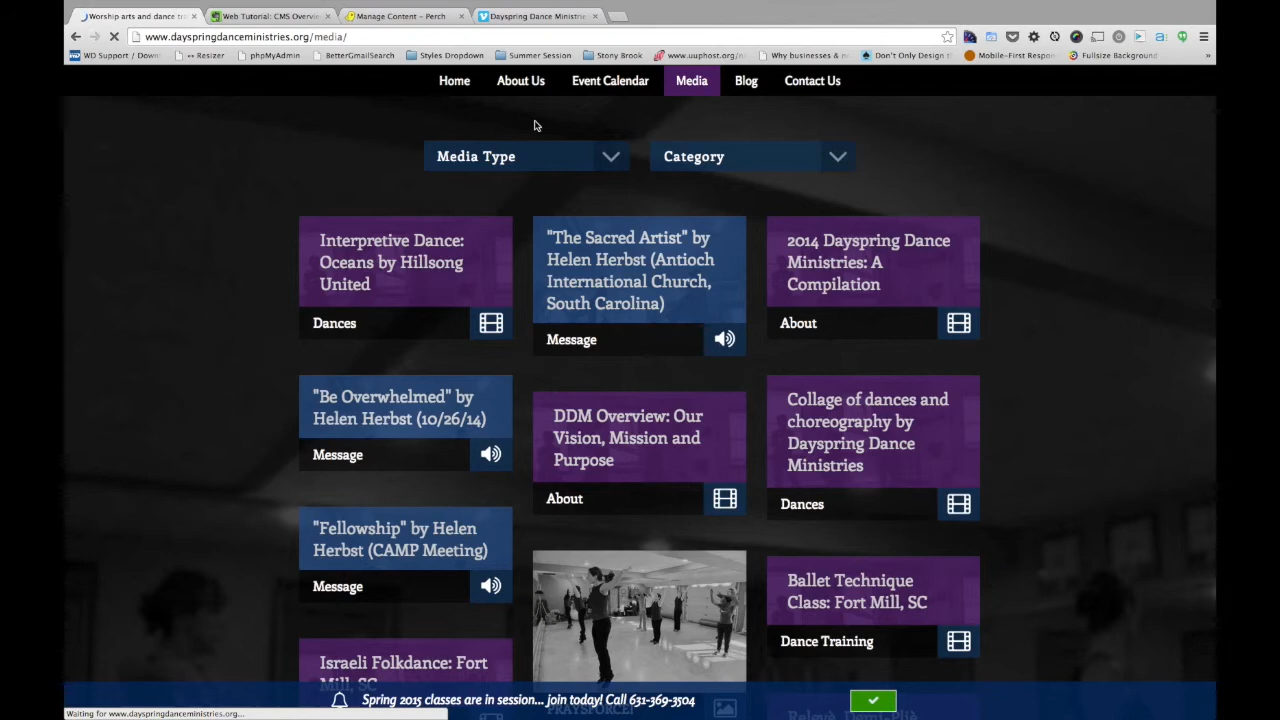 Worship arts and dance tra
Web Tutorial: CMS Overvie
Manage Content – Perch
Dayspring Dance Ministrie
www.dayspringdanceministries.org/media/
WD Support / Down
Resizer
phpMyAdmin
BetterGmailSearch
Styles Dropdown
Summer Session
Stony Brook
www.uuphost.org/n
Why businesses & m
Don't Only Design th
Mobile-First Respon
Fullsize Background
Home
About Us
Event Calendar
Media
Blog
Contact Us
Media Type
Category
Interpretive Dance:
Oceans by Hillsong
United
Dances
"The Sacred Artist" by
Helen Herbst (Antioch
International Church,
South Carolina)
Message
2014 Dayspring Dance
Ministries: A
Compilation
About
"Be Overwhelmed" by
Helen Herbst (10/26/14)
Message
DDM Overview: Our
Vision, Mission and
Purpose
About
Collage of dances and
choreography by
Dayspring Dance
Ministries
Dances
"Fellowship" by Helen
Herbst (CAMP Meeting)
Message
Ballet Technique
Class: Fort Mill, SC
Dance Training
Israeli Folkdance: Fort
Mill, SC
Spring 2015 classes are in session... join today! Call 631-369-3504
Waiting for www.dayspringdanceministries.org...